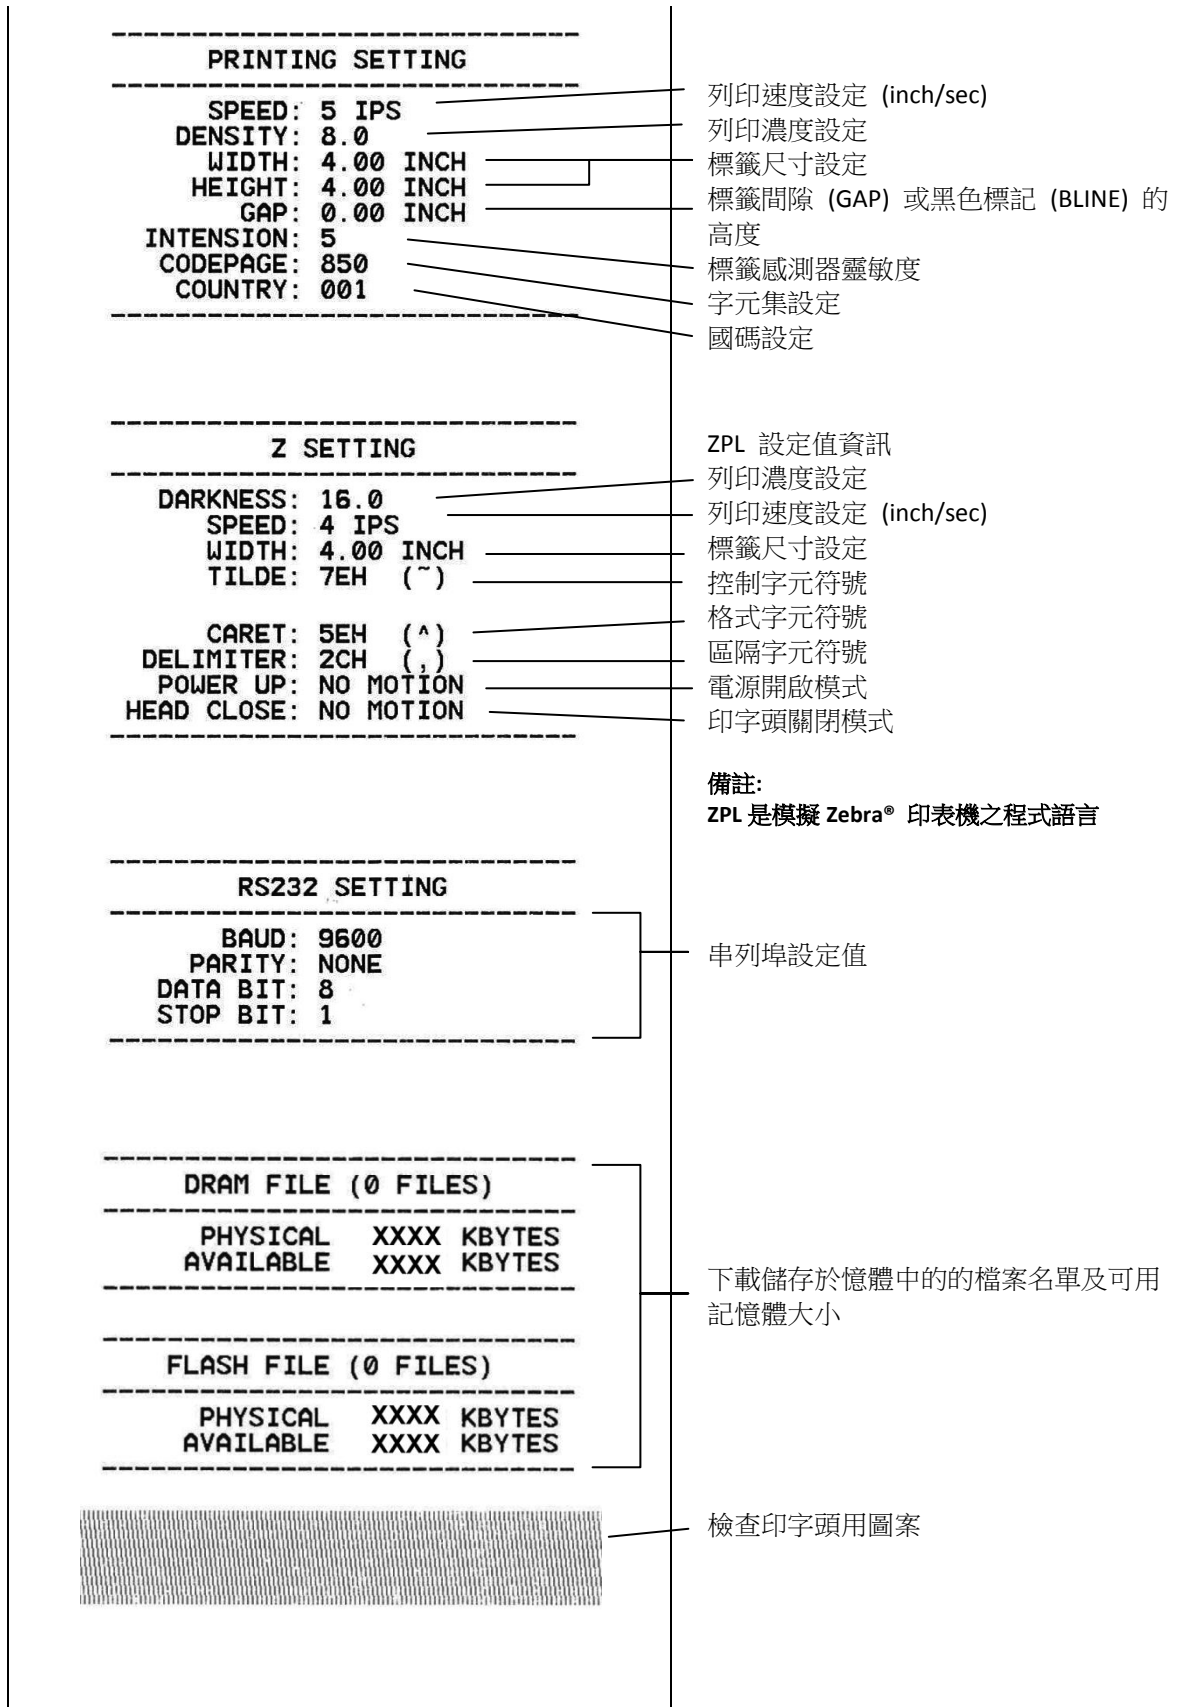 PRINTING SETTING
SPEED: 5 IPS
DENSITY: 8.0
WIDTH: 4.00 INCH
HEIGHT: 4.00 INCH
GAP: 0.00 INCH
INTENSION: 5
CODEPAGE: 850
COUNTRY: 001
列印速度設定 (inch/sec)
列印濃度設定
標籤尺寸設定
標籤間隙 (GAP) 或黑色標記 (BLINE) 的
高度
標籤感測器靈敏度
字元集設定
國碼設定
Z SETTING
DARKNESS: 16.0
SPEED: 4 IPS
WIDTH: 4.00 INCH
TILDE: 7EH (~)
CARET: 5EH (^)
DELIMITER: 2CH (,)
POWER UP: NO MOTION
HEAD CLOSE: NO MOTION
ZPL 設定值資訊
列印濃度設定
列印速度設定 (inch/sec)
標籤尺寸設定
控制字元符號
格式字元符號
區隔字元符號
電源開啟模式
印字頭關閉模式
備註:
ZPL 是模擬 Zebra® 印表機之程式語言
RS232 SETTING
BAUD: 9600
PARITY: NONE
DATA BIT: 8
STOP BIT: 1
串列埠設定值
DRAM FILE (0 FILES)
PHYSICAL XXXX KBYTES
AVAILABLE XXXX KBYTES
FLASH FILE (0 FILES)
PHYSICAL XXXX KBYTES
AVAILABLE XXXX KBYTES
下載儲存於憶體中的的檔案名單及可用
記憶體大小
檢查印字頭用圖案